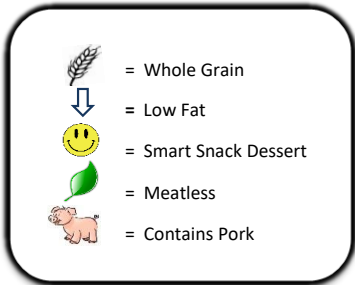 = Whole Grain
= Low Fat
= Smart Snack Dessert
= Meatless
= Contains Pork